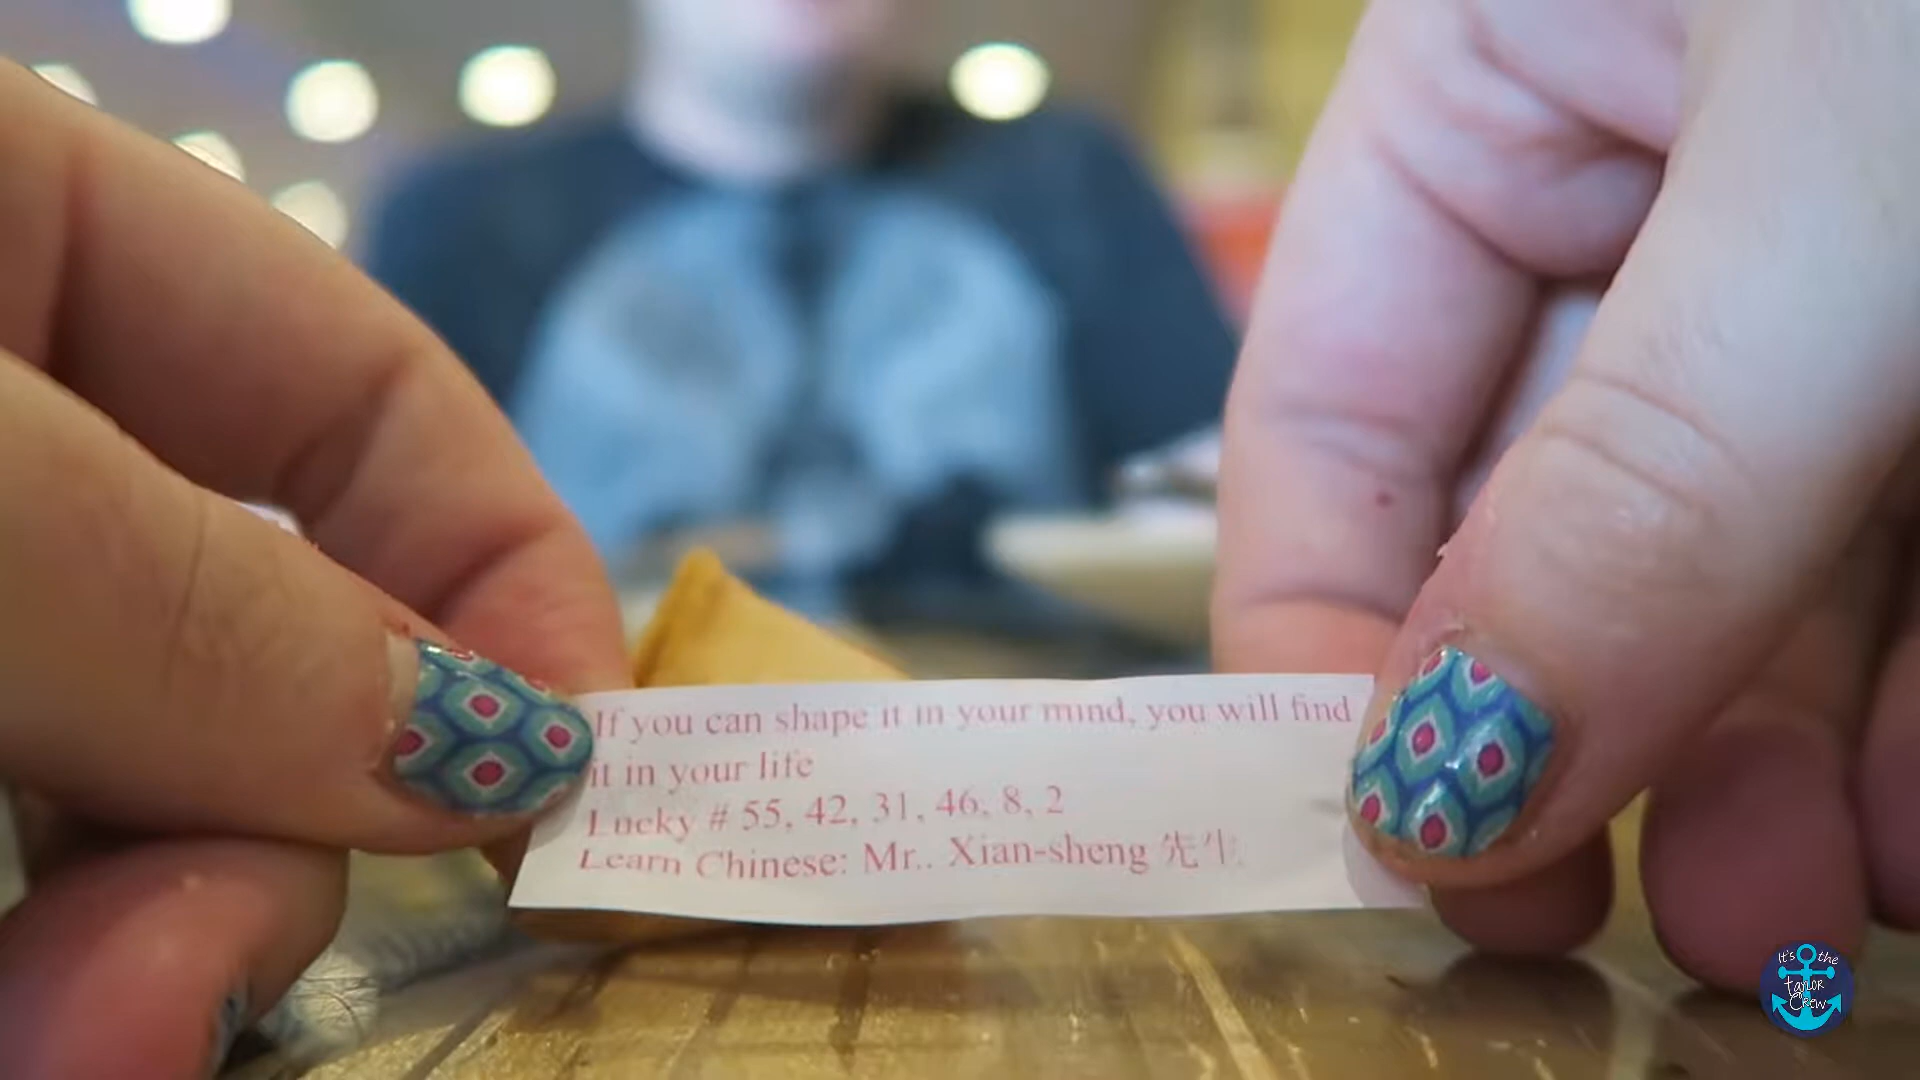 If you can shape it in your mind, you will find
it in your life
Lucky # 55, 42, 31, 46, 8, 2
Learn Chinese: Mr.. Xian-sheng 先生
It's the
Taylor
Crew